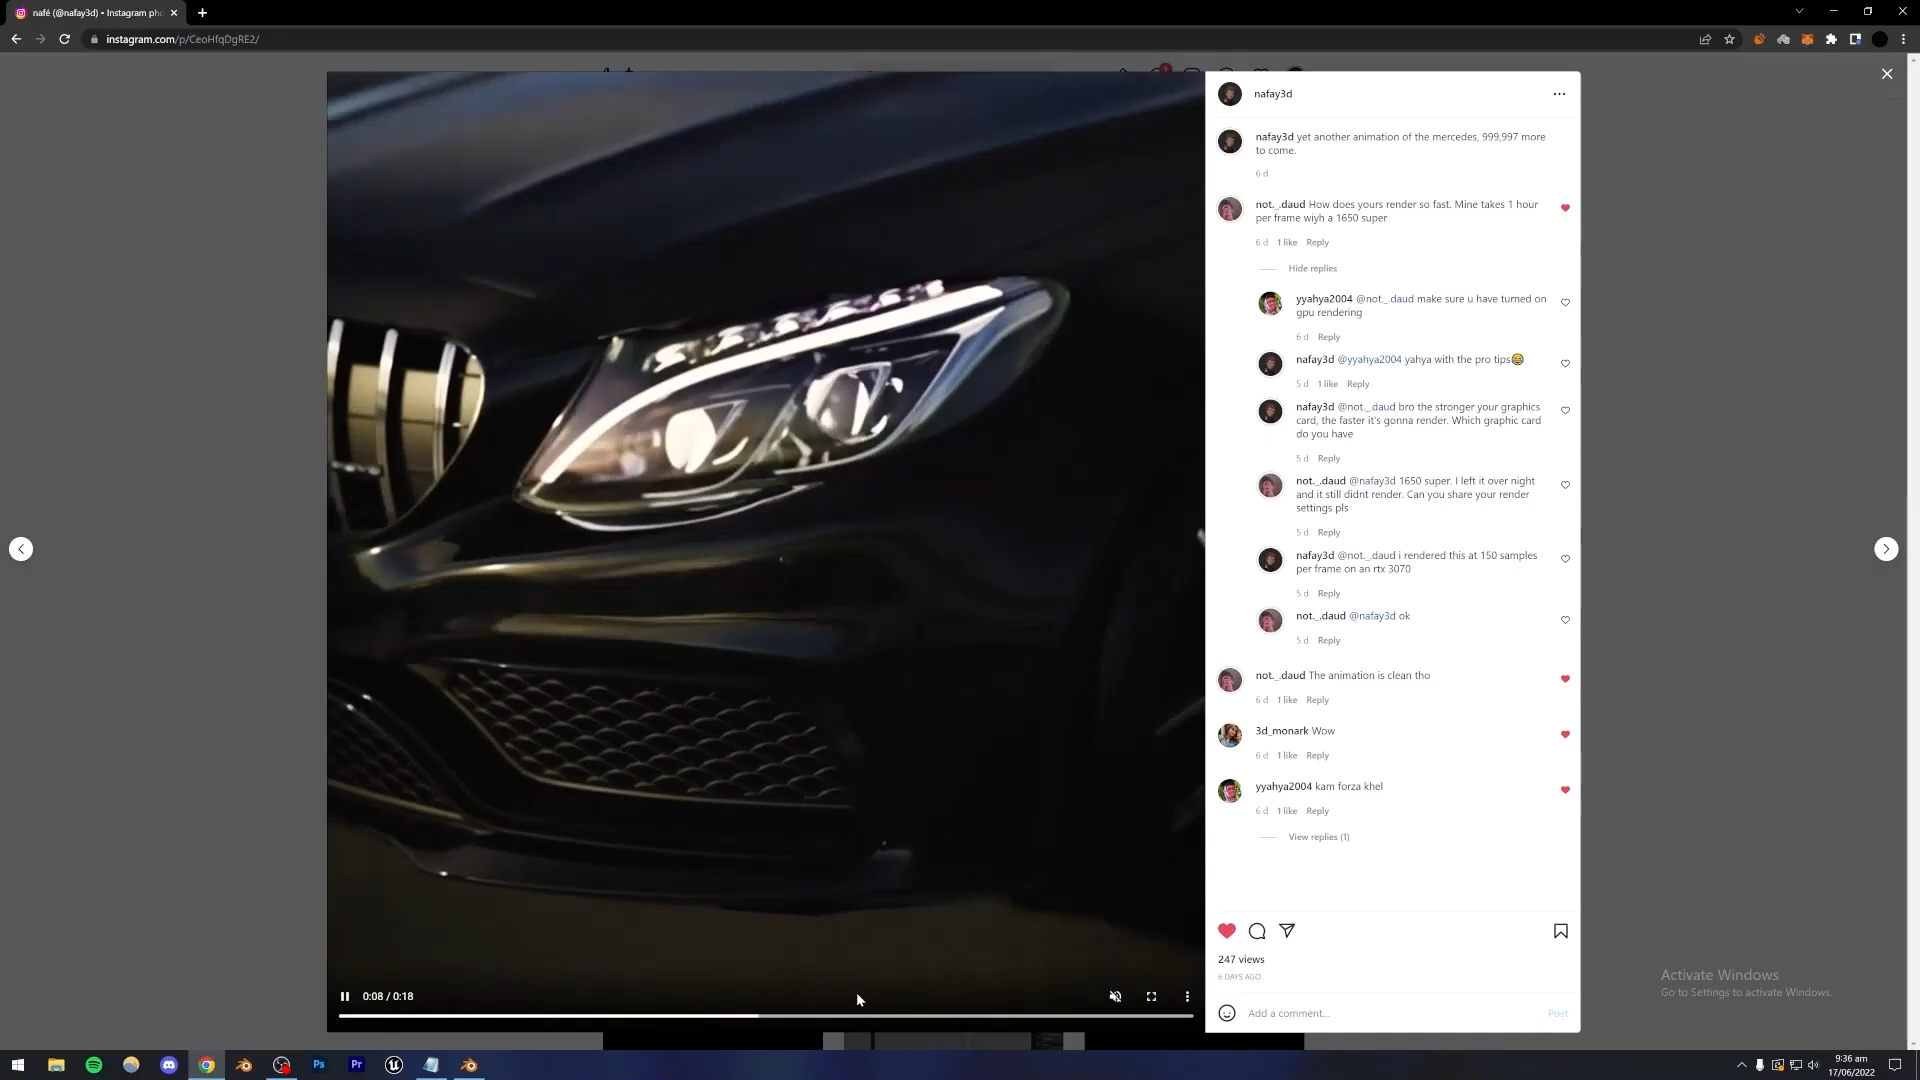 nafé (@nafay3d) • Instagram pho
instagram.com/p/CeoHfqDgRE2/
nafay3d
nafay3d yet another animation of the mercedes, 999,997 more
to come.
6 d
not._.daud How does yours render so fast. Mine takes 1 hour
per frame wiyh a 1650 super
6 d 1 like Reply
Hide replies
yyahya2004 @not._.daud make sure u have turned on
gpu rendering
6 d Reply
nafay3d @yyahya2004 yahya with the pro tips😂
5 d 1 like Reply
nafay3d @not._.daud bro the stronger your graphics
card, the faster it's gonna render. Which graphic card
do you have
5 d Reply
not._.daud @nafay3d 1650 super. I left it over night
and it still didnt render. Can you share your render
settings pls
5 d Reply
nafay3d @not._.daud i rendered this at 150 samples
per frame on an rtx 3070
5 d Reply
not._.daud @nafay3d ok
5 d Reply
not._.daud The animation is clean tho
6 d 1 like Reply
3d_monark Wow
6 d 1 like Reply
yyahya2004 kam forza khel
6 d 1 like Reply
View replies (1)
247 views
6 DAYS AGO
Add a comment...
Post
0:08 / 0:18
Activate Windows
Go to Settings to activate Windows.
Ps
Pr
9:36 am
17/06/2022